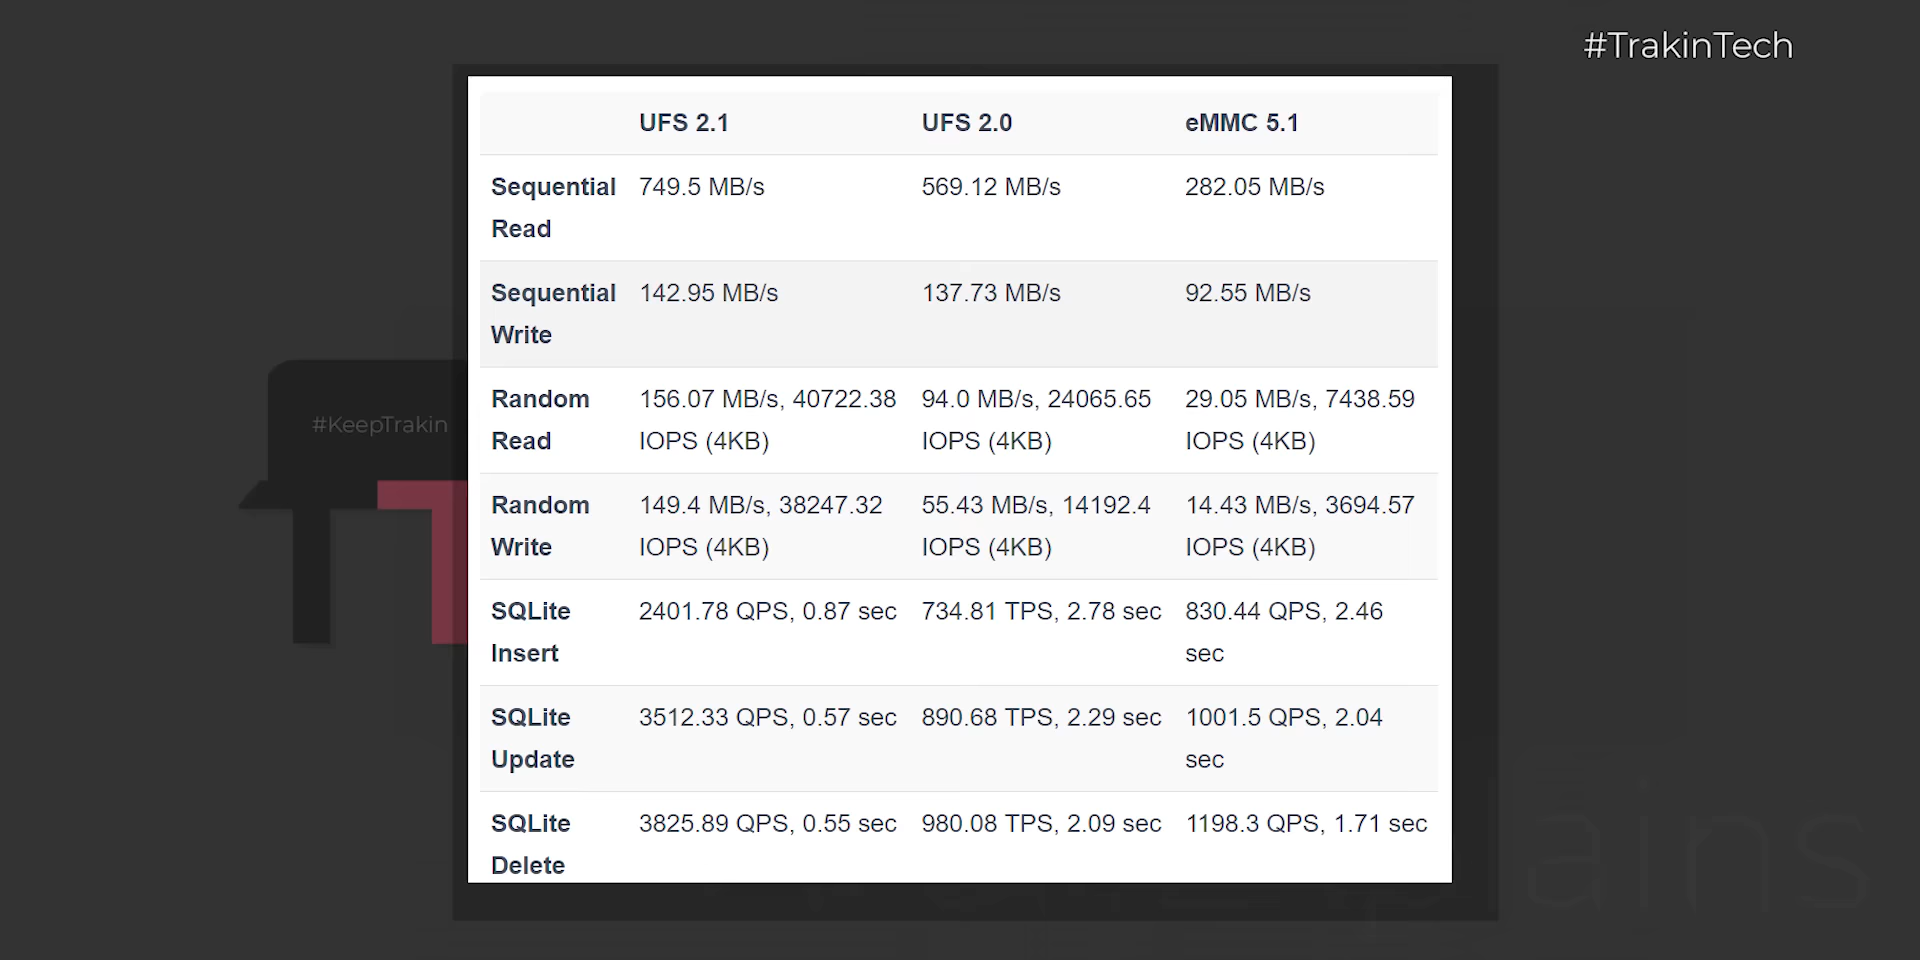 #TrakinTech
UFS 2.1 UFS 2.0 eMMC 5.1
Sequential 749.5 MB/s 569.12 MB/s 282.05 MB/s
Read
Sequential 142.95 MB/s 137.73 MB/s 92.55 MB/s
Write
Random 156.07 MB/s, 40722.38 94.0 MB/s, 24065.65 29.05 MB/s, 7438.59
Read IOPS (4KB) IOPS (4KB) IOPS (4KB)
#KeepTrakin
Random 149.4 MB/s, 38247.32 55.43 MB/s, 14192.4 14.43 MB/s, 3694.57
Write IOPS (4KB) IOPS (4KB) IOPS (4KB)
SQLite 2401.78 QPS, 0.87 sec 734.81 TPS, 2.78 sec 830.44 QPS, 2.46
Insert sec
SQLite 3512.33 QPS, 0.57 sec 890.68 TPS, 2.29 sec 1001.5 QPS, 2.04
Update sec
SQLite 3825.89 QPS, 0.55 sec 980.08 TPS, 2.09 sec 1198.3 QPS, 1.71 sec
Delete